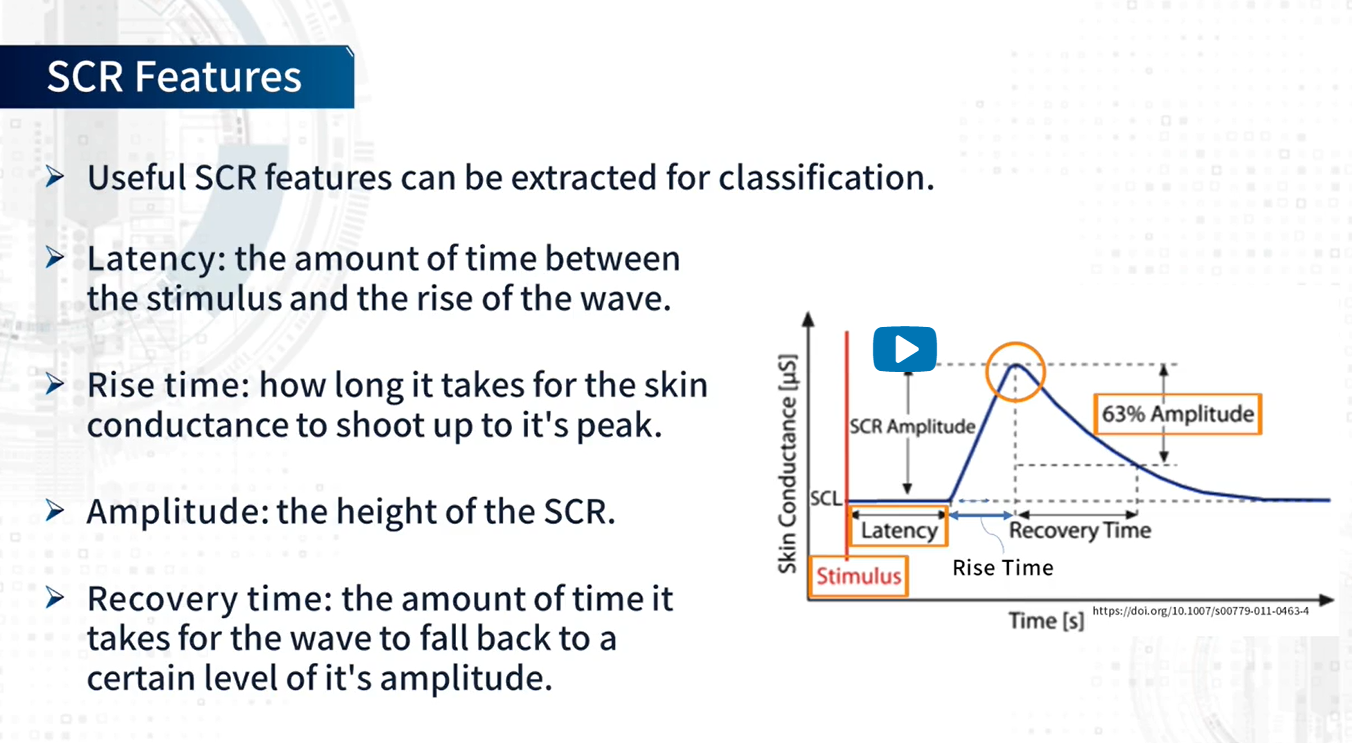 SCR Features
Useful SCR features can be extracted for classification.
Latency: the amount of time between
the stimulus and the rise of the wave.
Rise time: how long it takes for the skin
conductance to shoot up to it's peak.
Amplitude: the height of the SCR.
Recovery time: the amount of time it
takes for the wave to fall back to a
certain level of it's amplitude.
Skin Conductance [µS]
SCR Amplitude
63% Amplitude
SCL
Latency
Recovery Time
Rise Time
Stimulus
Time [s]
https://doi.org/10.1007/s00779-011-0463-4